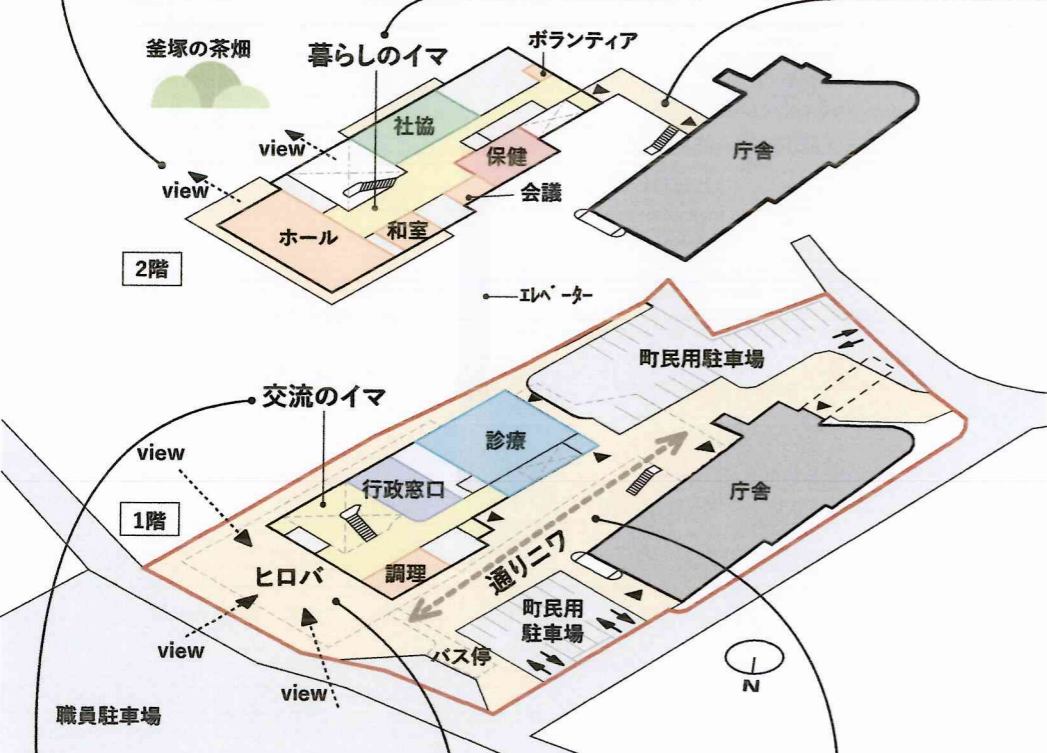 釜塚の茶畑
暮らしのイマ
ボランティア
社協
view
保健
庁舎
view
会議
ホール
和室
2階
エレベーター
町民用駐車場
交流のイマ
診療
view
行政窓口
庁舎
1階
通りニワ
ヒロバ
調理
町民用
駐車場
view
バス停
view
N
職員駐車場